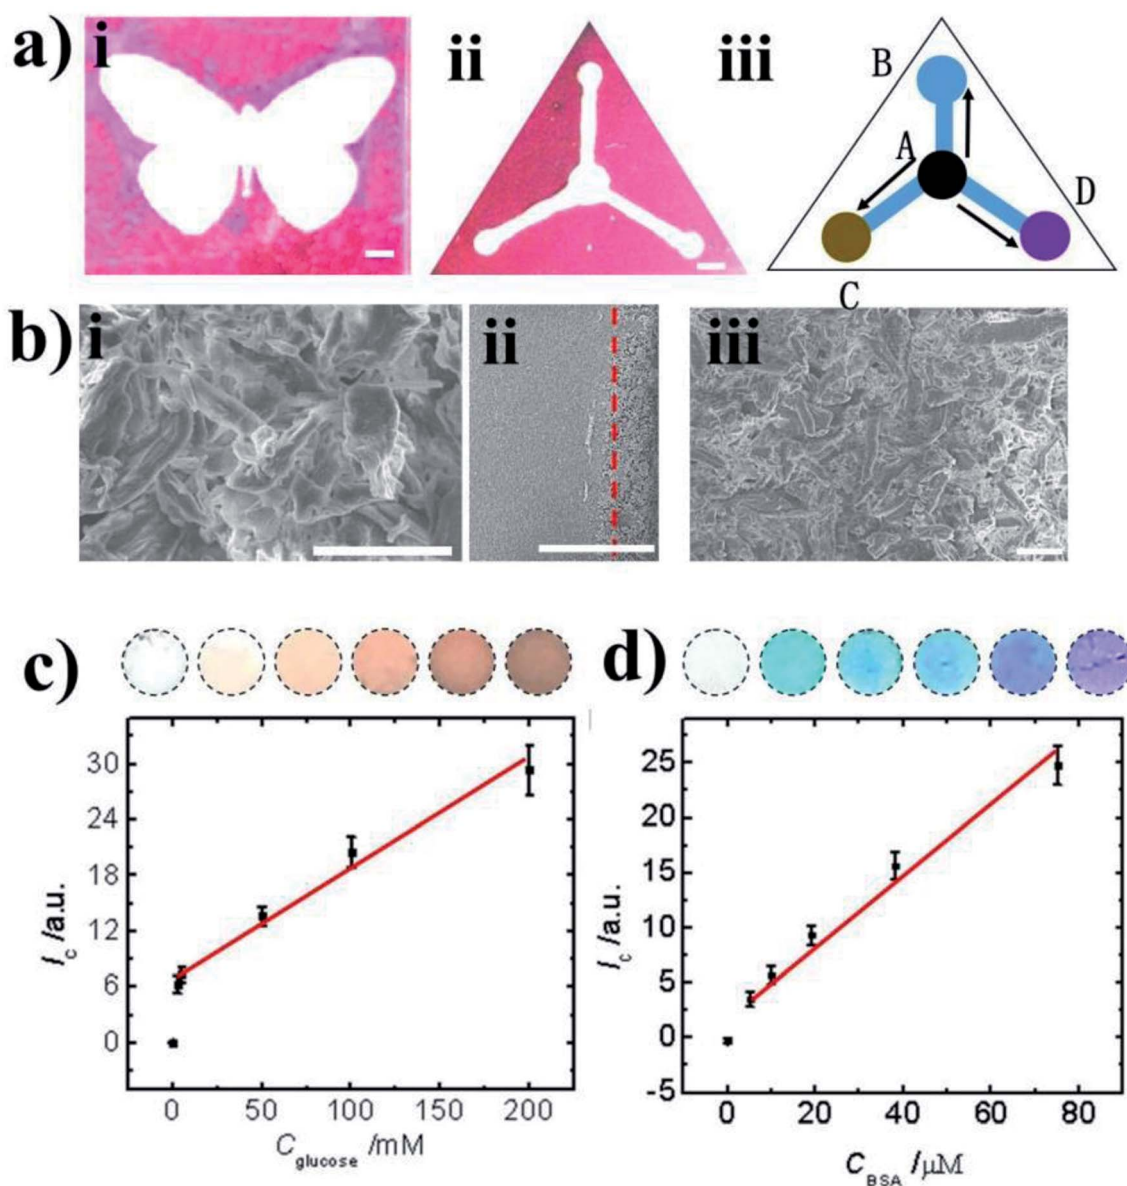 a) i ii iii
B
A
D
C
b) i ii iii
c)
30
24
18
12
6
0
I_c /a.u.
0 50 100 150 200
C_glucose /mM
d)
25
20
15
10
5
0
-5
I_c /a.u.
0 20 40 60 80
C_BSA /μM